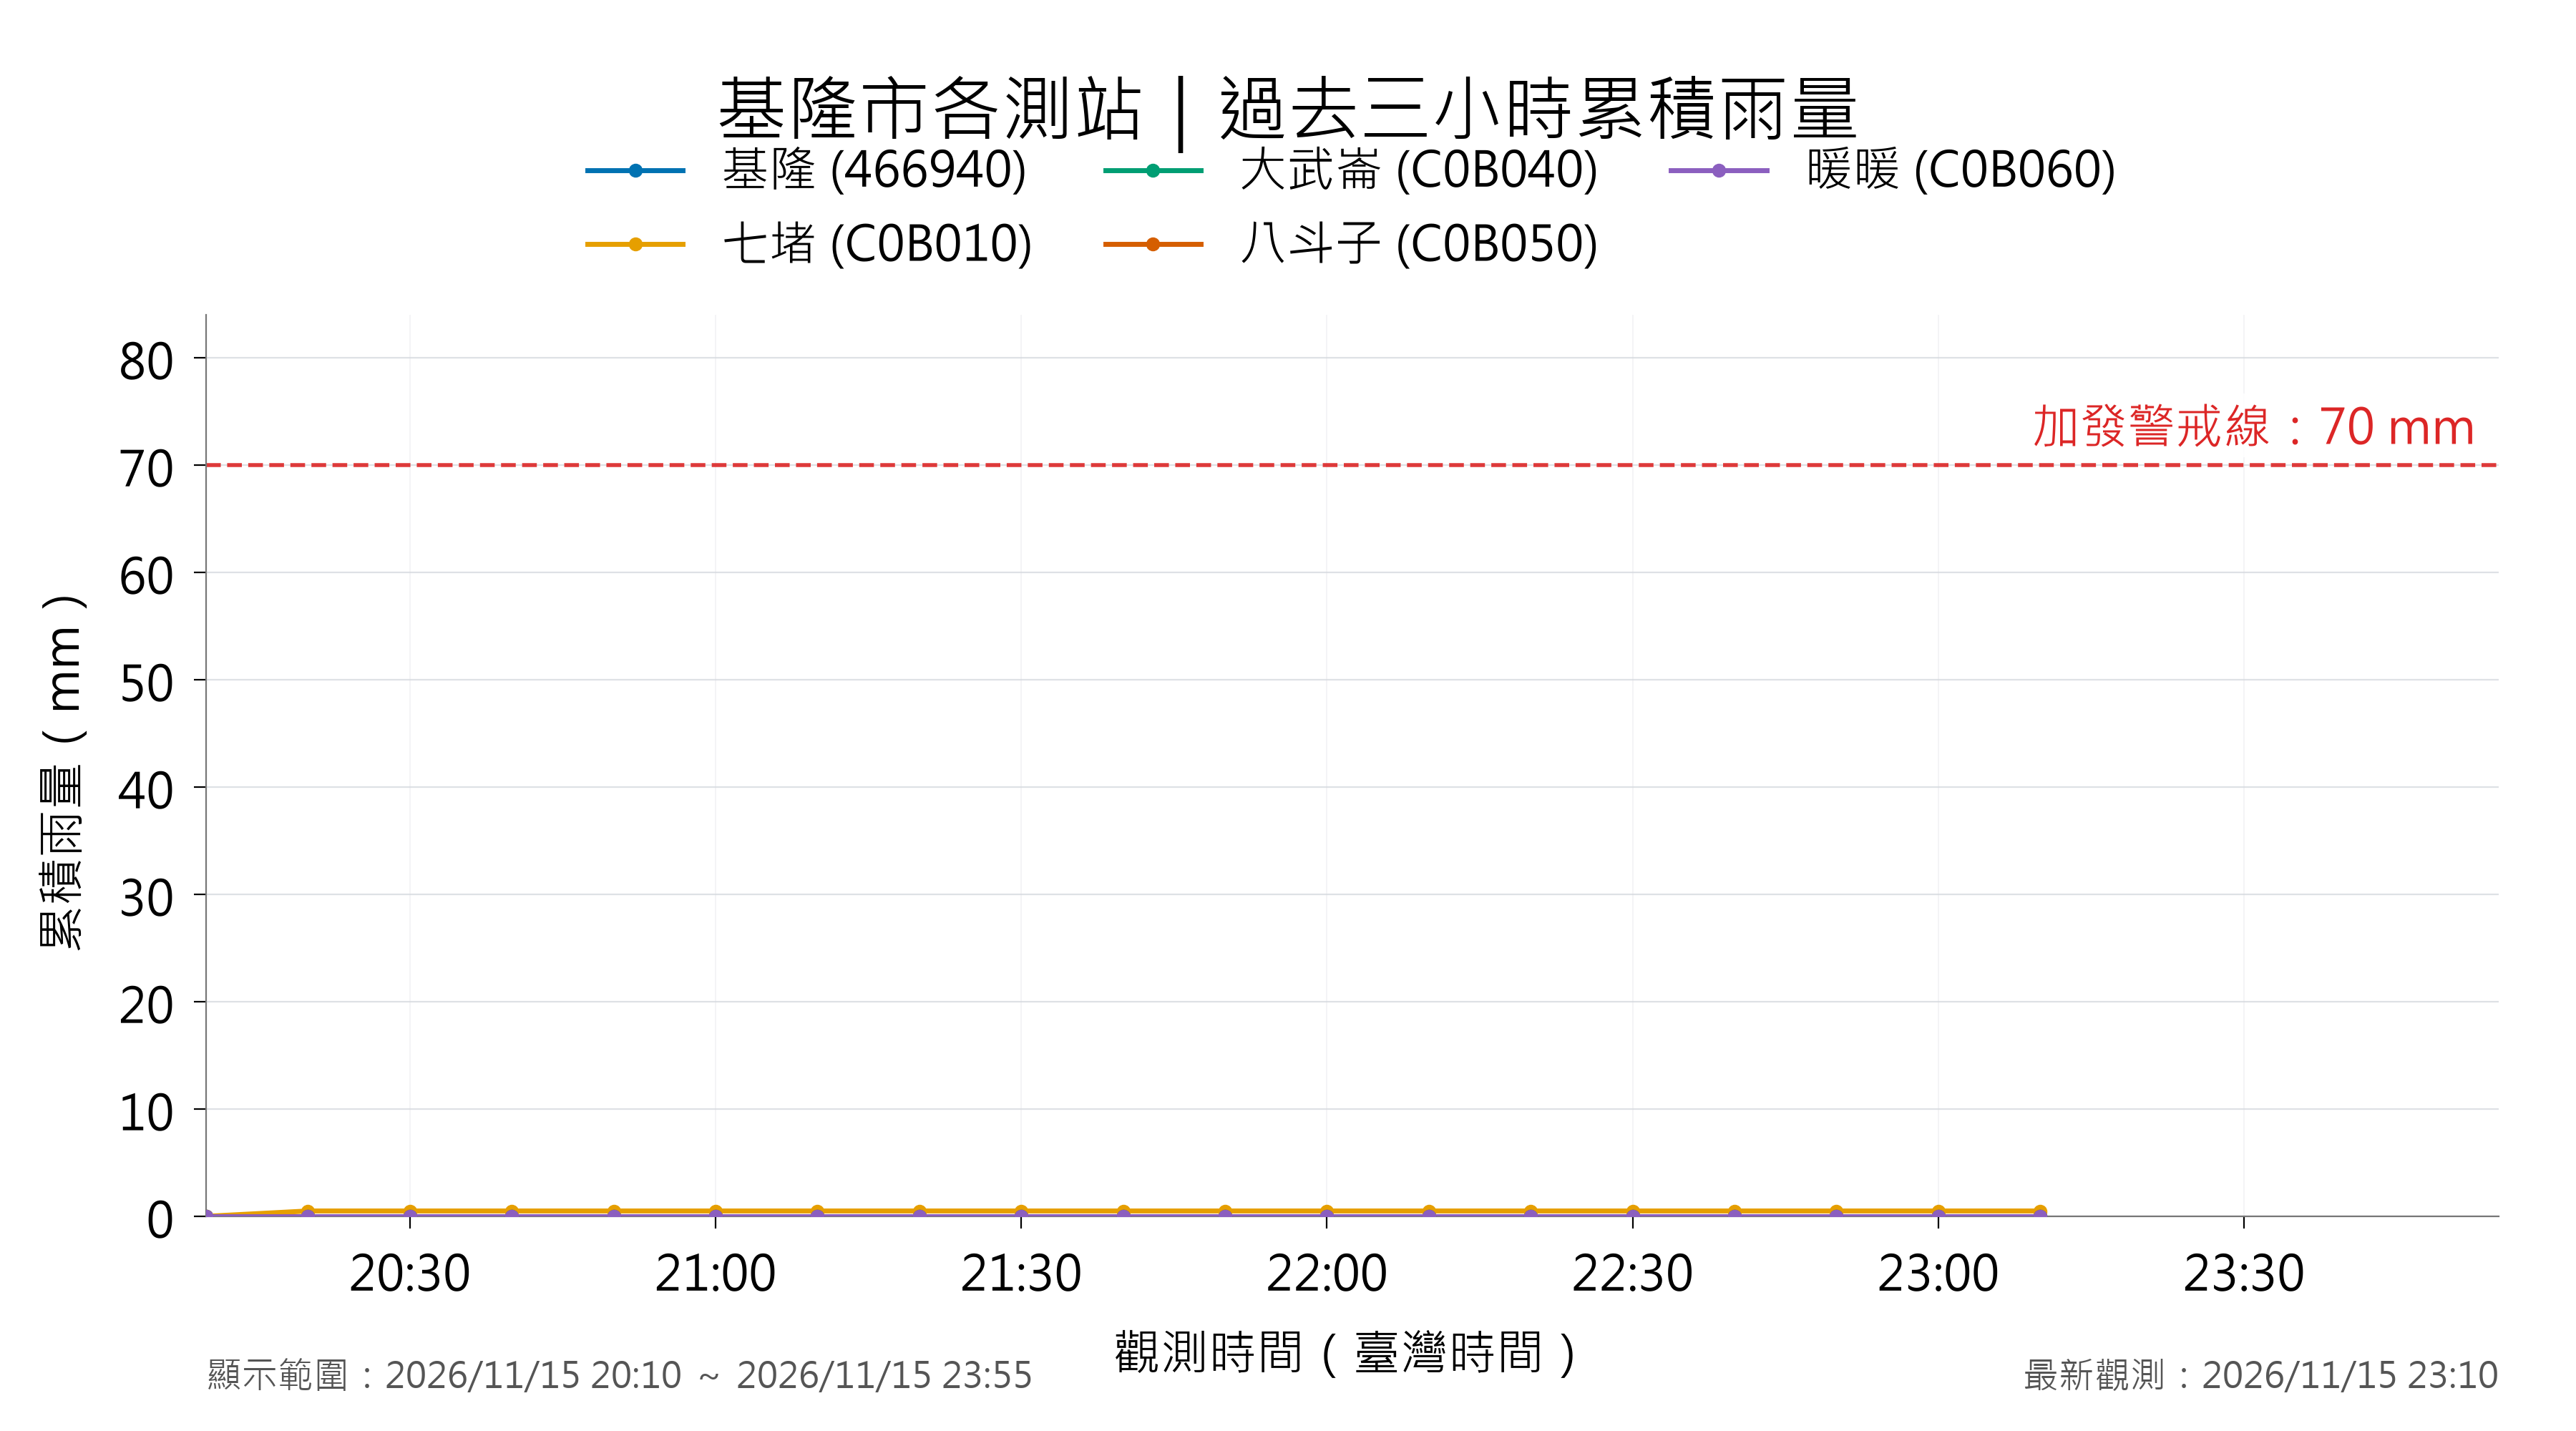 基隆市各測站｜過去三小時累積雨量
基隆 (466940)
大武崙 (C0B040)
暖暖 (C0B060)
七堵 (C0B010)
八斗子 (C0B050)
80
加發警戒線：70 mm
70
60
50
40
30
20
10
0
累積雨量（mm）
20:30 21:00 21:30 22:00 22:30 23:00 23:30
觀測時間（臺灣時間）
顯示範圍：2026/11/15 20:10 ~ 2026/11/15 23:55
最新觀測：2026/11/15 23:10